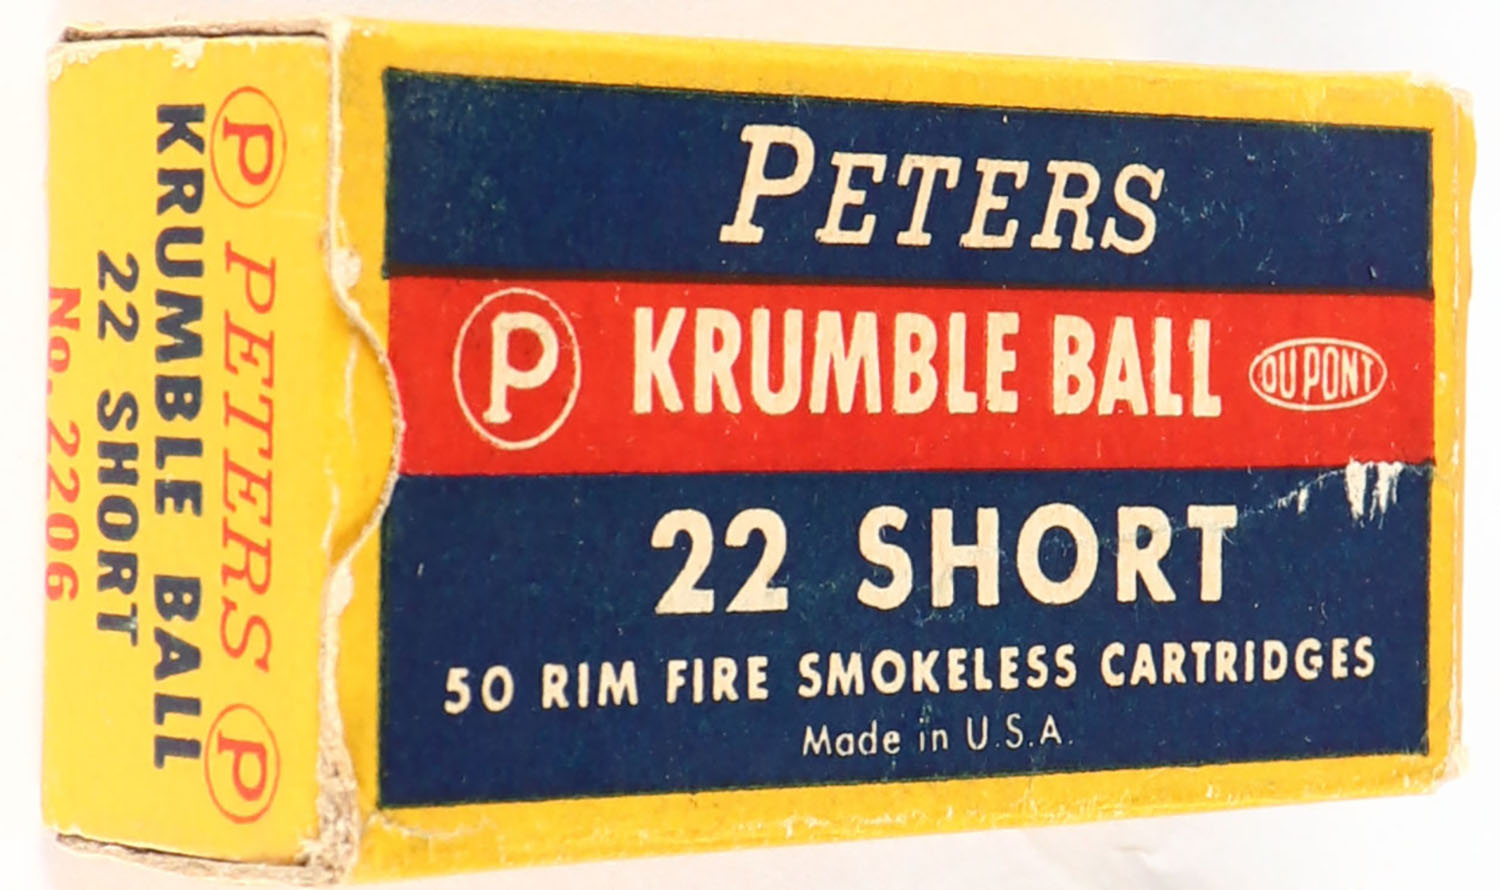 PETERS
P KRUMBLE BALL DU PONT
22 SHORT
50 RIM FIRE SMOKELESS CARTRIDGES
Made in U.S.A.
P PETERS P
KRUMBLE BALL
22 SHORT
No. 2206